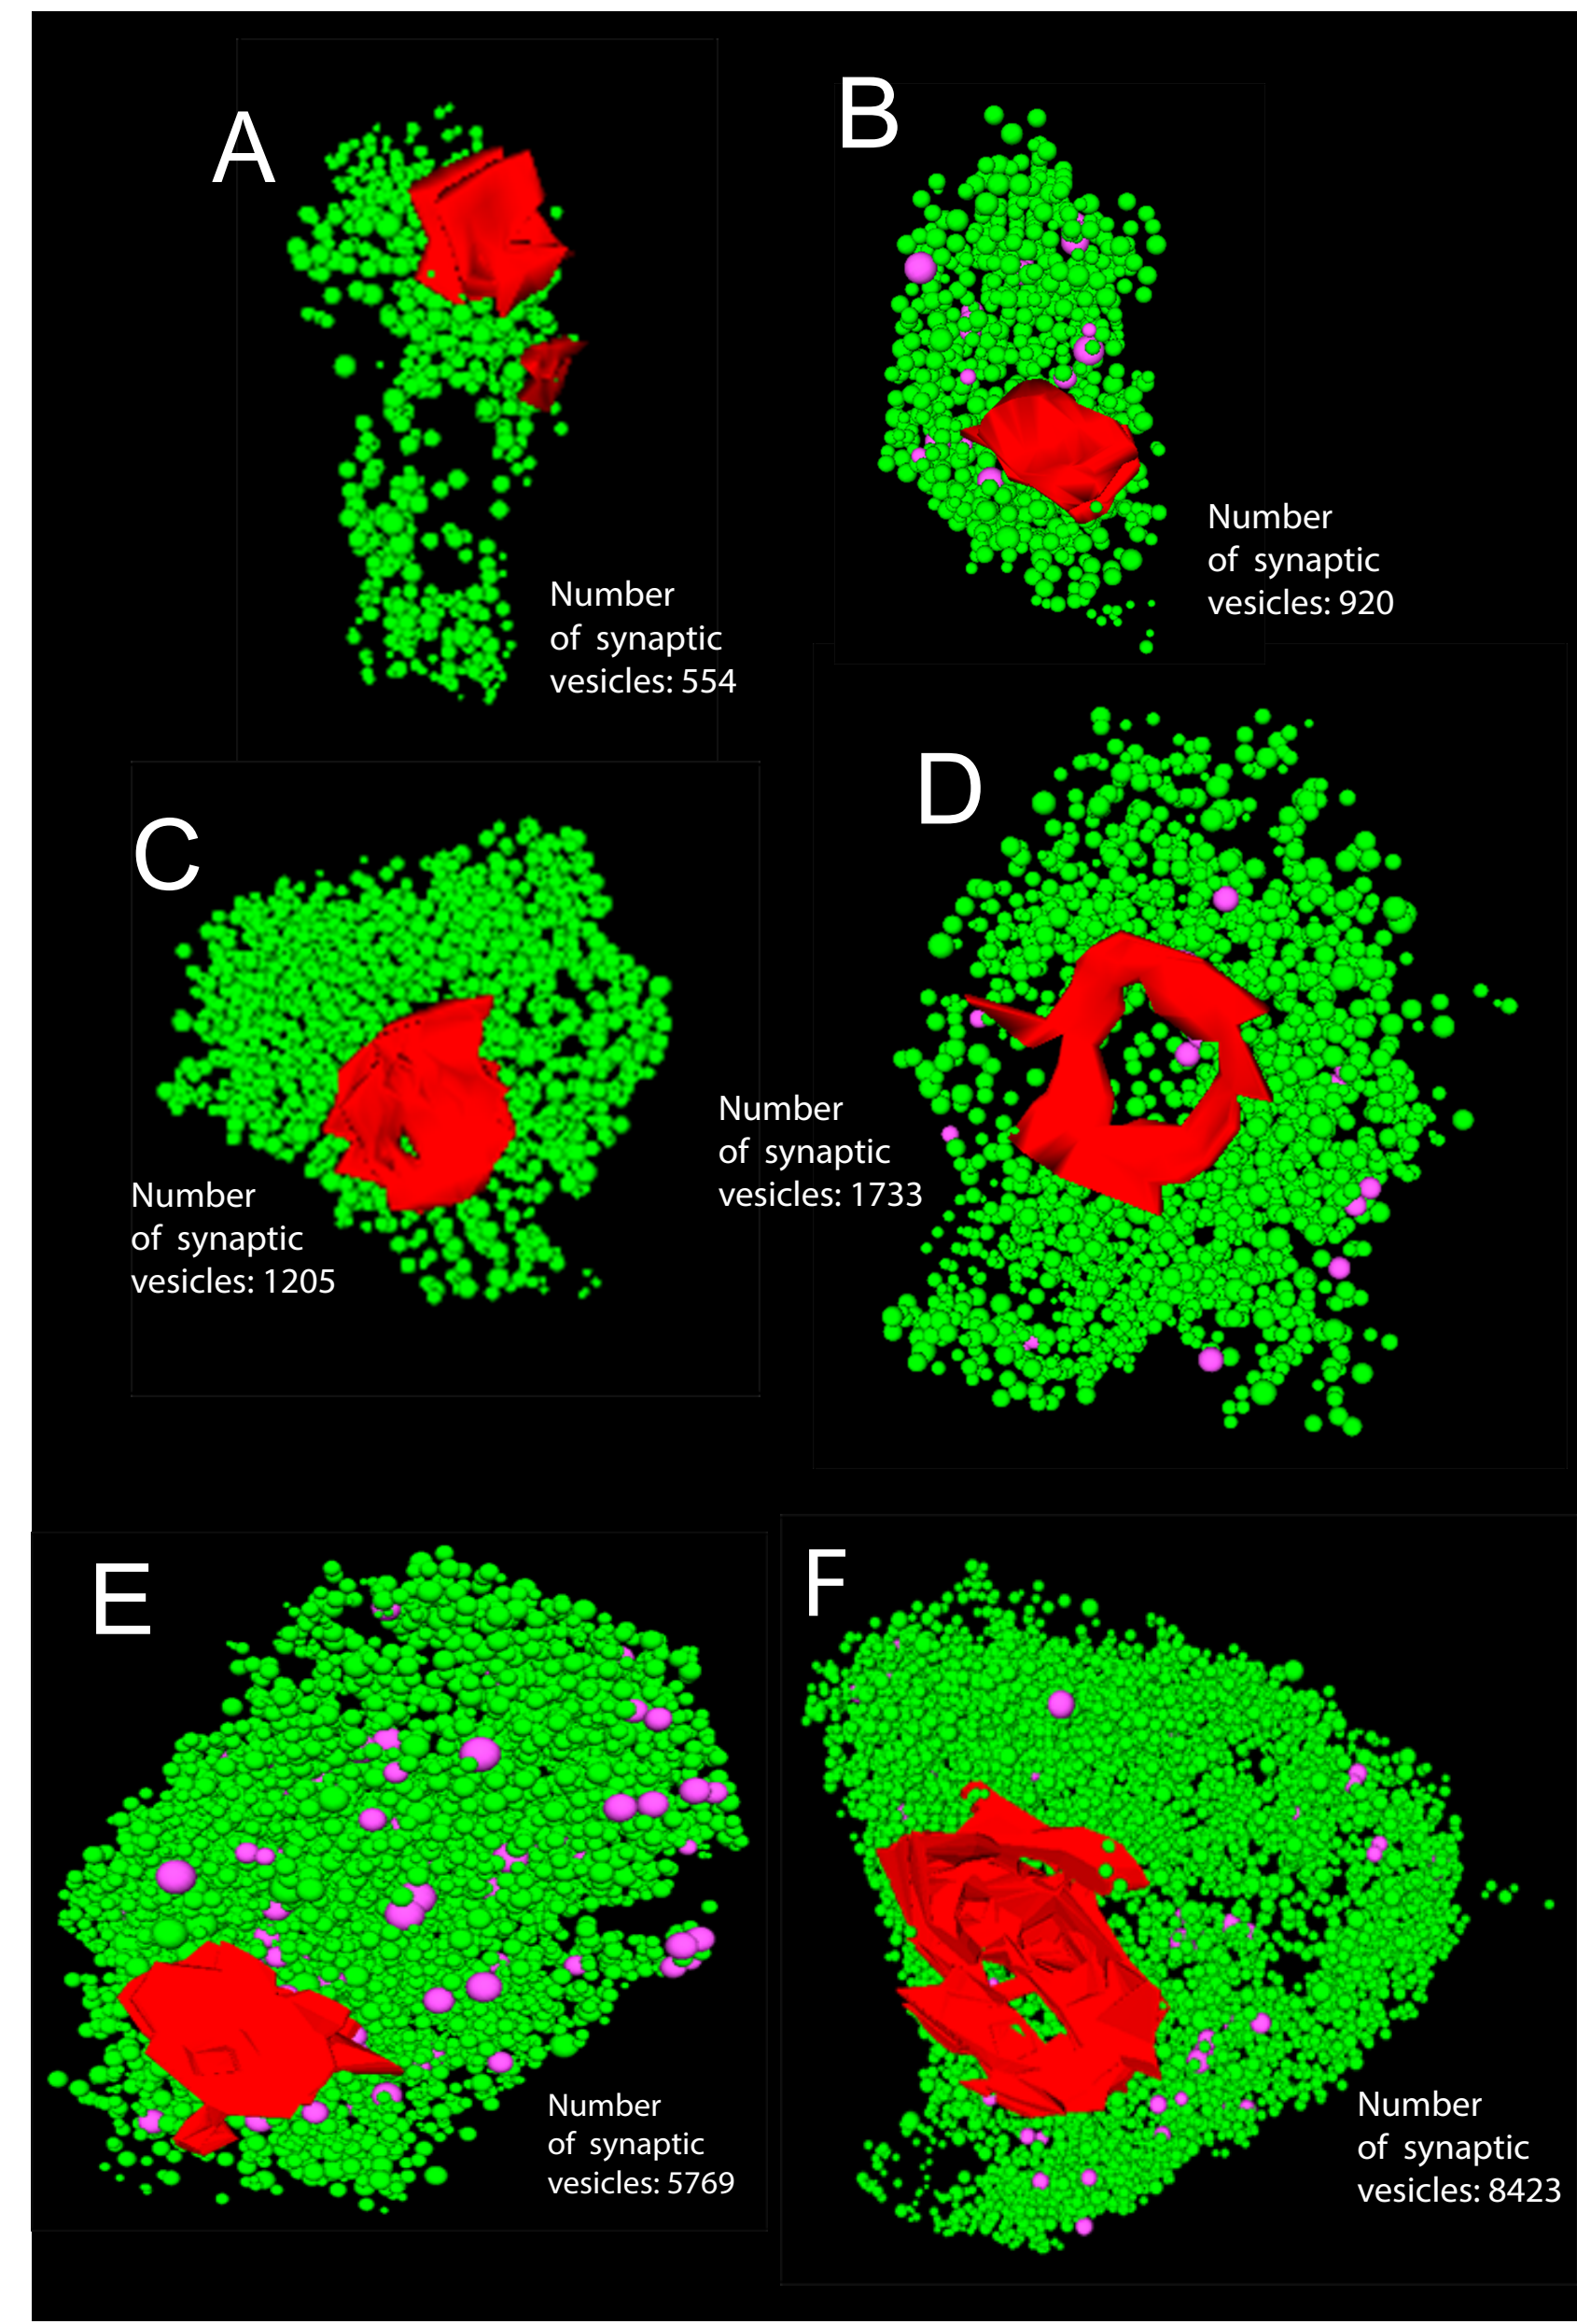 A
Number
of synaptic
vesicles: 554
B
Number
of synaptic
vesicles: 920
C
Number
of synaptic
vesicles: 1205
D
Number
of synaptic
vesicles: 1733
E
Number
of synaptic
vesicles: 5769
F
Number
of synaptic
vesicles: 8423